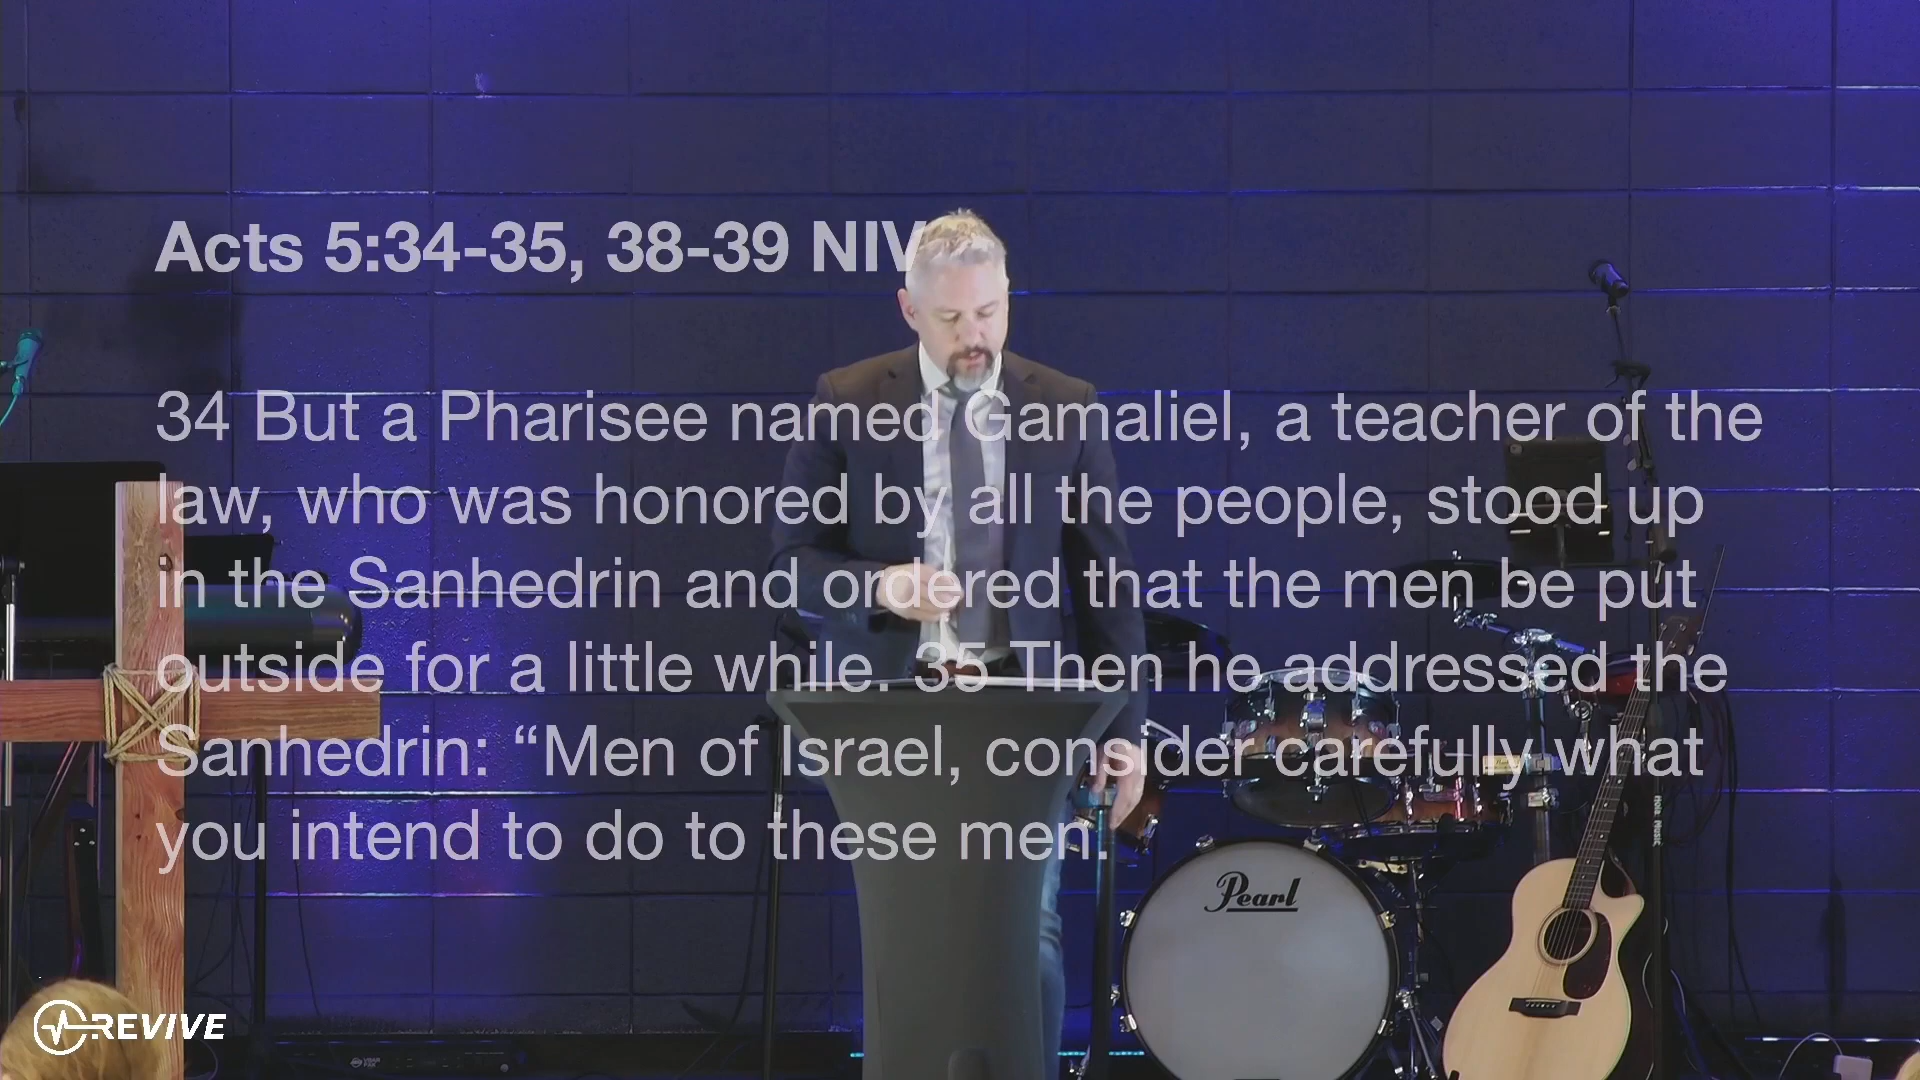 Acts 5:34-35, 38-39 NIV
34 But a Pharisee named Gamaliel, a teacher of the
law, who was honored by all the people, stood up
in the Sanhedrin and ordered that the men be put
outside for a little while. 35 Then he addressed the
Sanhedrin: “Men of Israel, consider carefully what
you intend to do to these men.
Pearl
REVIVE